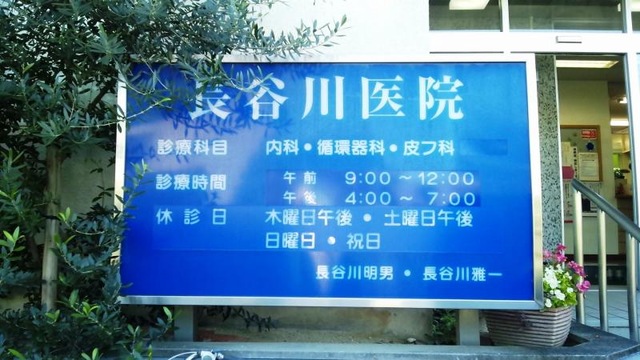 長谷川医院
診療科目 内科・循環器科・皮フ科
診療時間 午前 9:00～12:00
午後 4:00～7:00
休診日 木曜日午後・土曜日午後
日曜日・祝日
長谷川明男・長谷川雅一